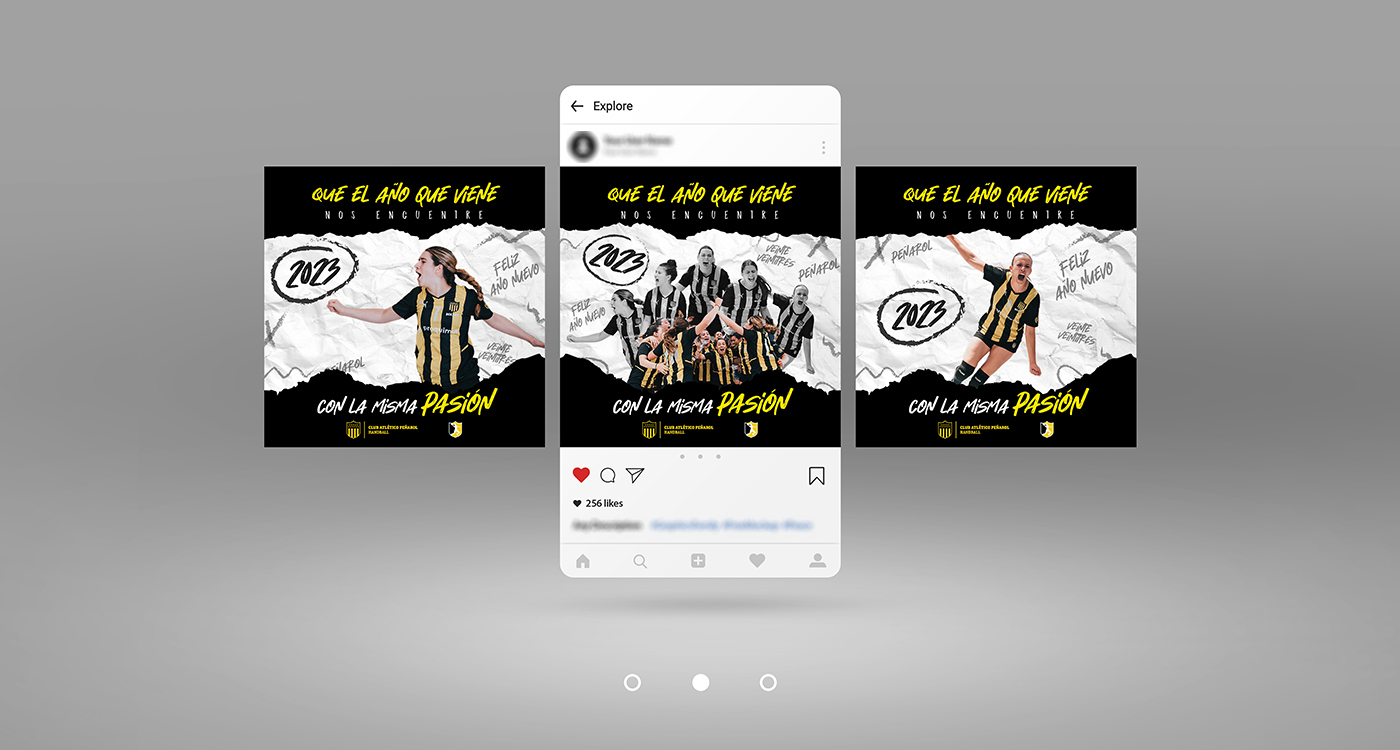 Explore
QUE EL AÑO QUE VIENE
NOS ENCUENTRE
2023
FELIZ
AÑO NUEVO
VEINTE
VEINTITRES
CON LA MISMA PASIÓN
CLUB ATLÉTICO PEÑAROL
HANDBALL
QUE EL AÑO QUE VIENE
NOS ENCUENTRE
2023
VEINTE
VEINTITRES
PEÑAROL
FELIZ
AÑO NUEVO
CON LA MISMA PASIÓN
CLUB ATLÉTICO PEÑAROL
HANDBALL
256 likes
QUE EL AÑO QUE VIENE
NOS ENCUENTRE
PEÑAROL
FELIZ
AÑO NUEVO
2023
VEINTE
VEINTITRES
CON LA MISMA PASIÓN
CLUB ATLÉTICO PEÑAROL
HANDBALL